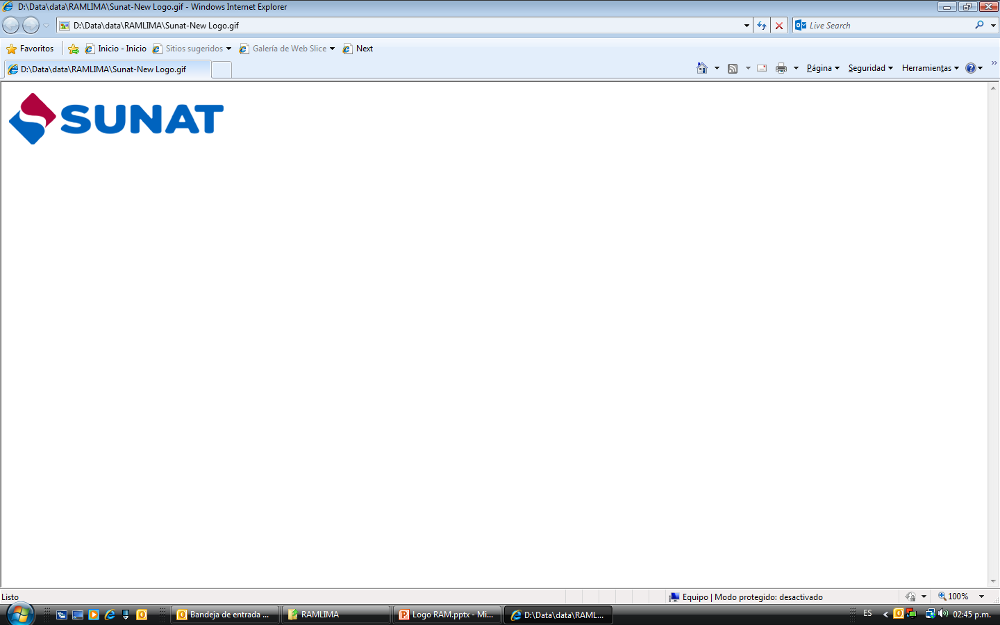 D:\Data\data\RAMLIMA\Sunat-New Logo.gif - Windows Internet Explorer
D:\Data\data\RAMLIMA\Sunat-New Logo.gif
Live Search
Favoritos
Inicio - Inicio
Sitios sugeridos
Galería de Web Slice
Next
D:\Data\data\RAMLIMA\Sunat-New Logo.gif
Página
Seguridad
Herramientas
SUNAT
Listo
Equipo | Modo protegido: desactivado
100%
Bandeja de entrada ...
RAMLIMA
Logo RAM.pptx - Mi...
D:\Data\data\RAML...
ES
02:45 p.m.